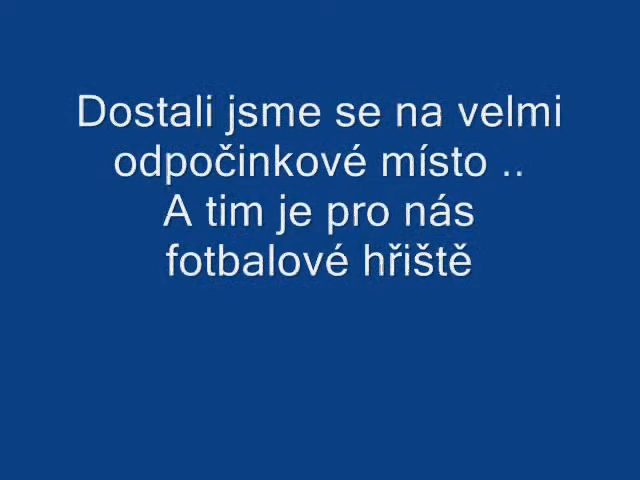 Dostali jsme se na velmi
odpočinkové místo ..
A tim je pro nás
fotbalové hřiště